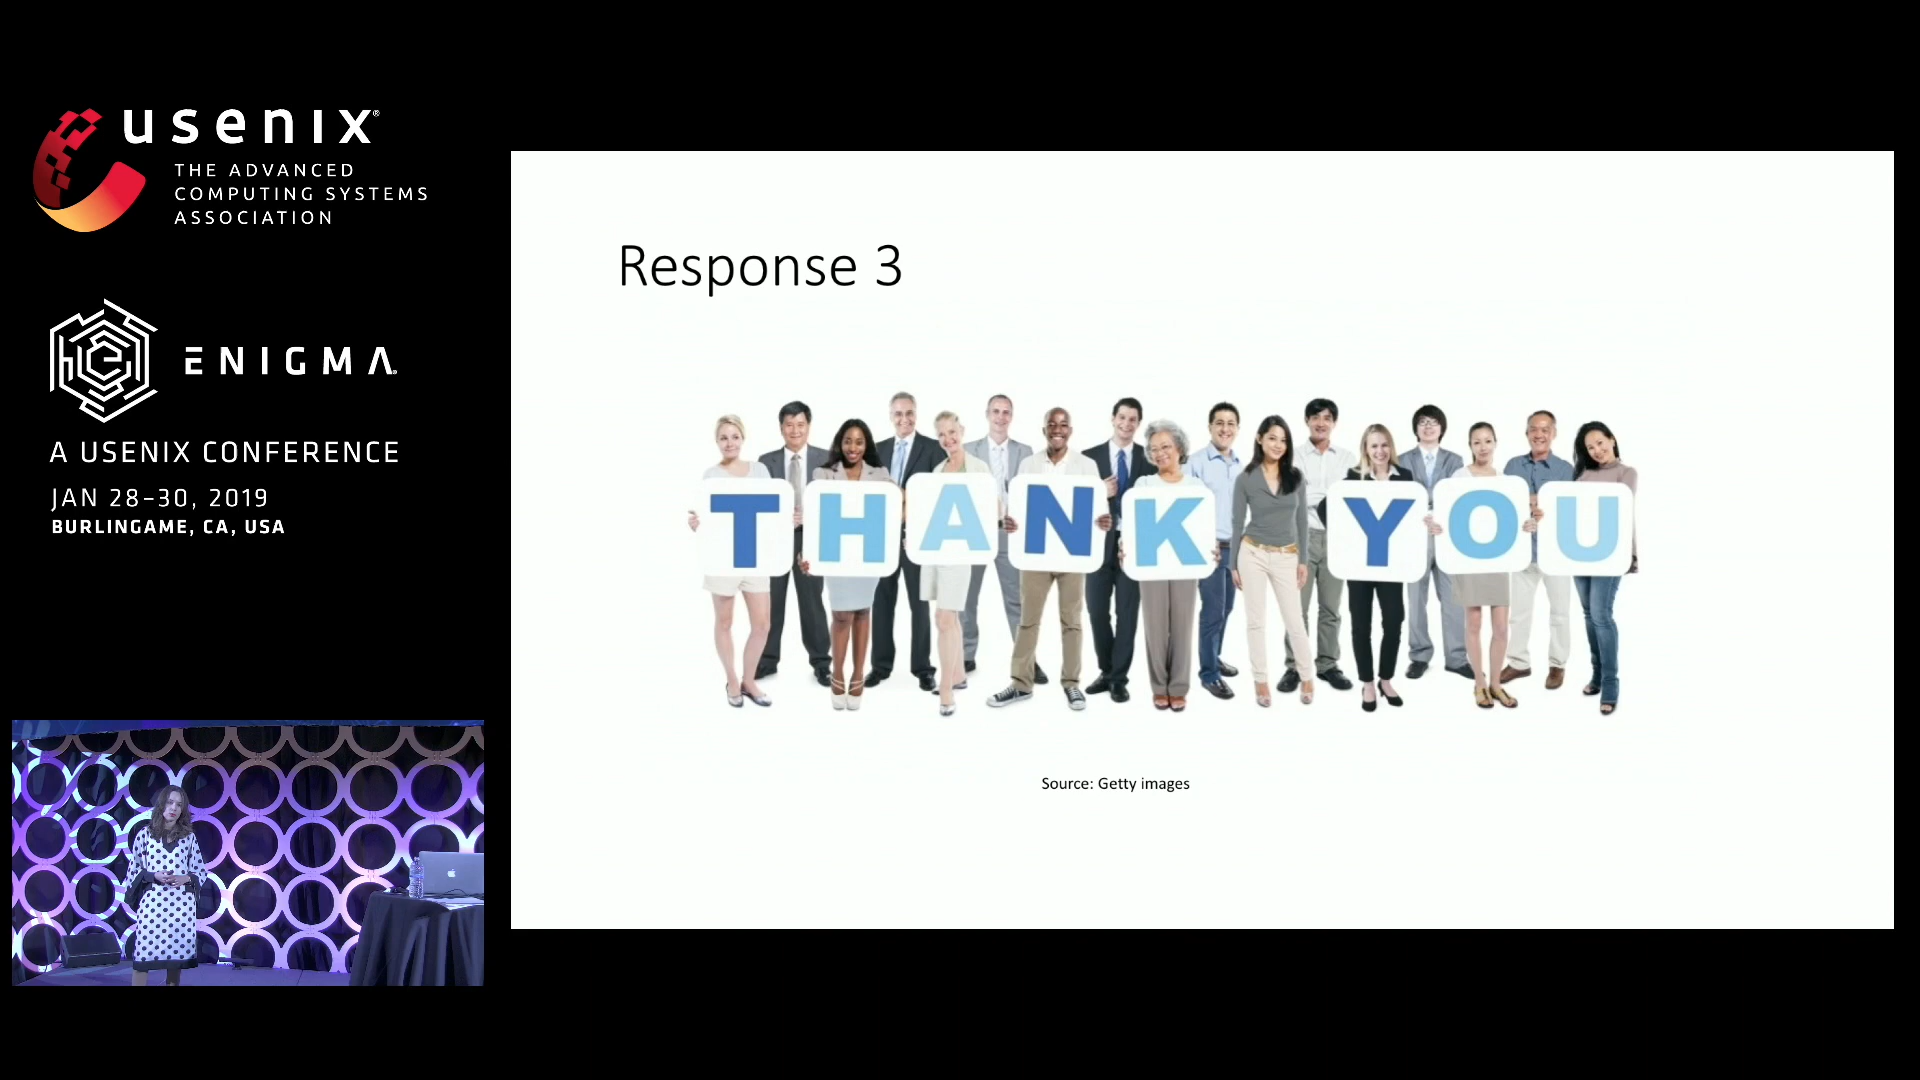 usenix®
THE ADVANCED
COMPUTING SYSTEMS
ASSOCIATION
ENIGMA
A USENIX CONFERENCE
JAN 28–30, 2019
BURLINGAME, CA, USA
Response 3
THANK YOU
Source: Getty images